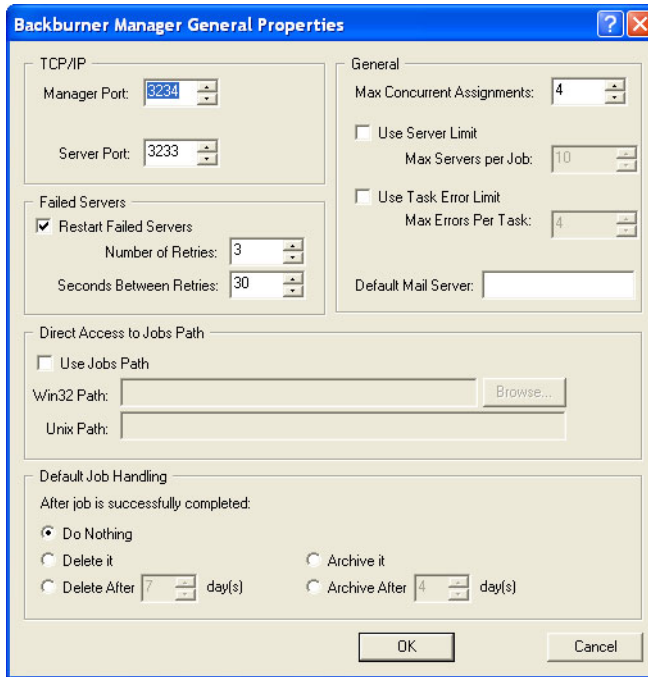 Backburner Manager General Properties
TCP/IP
Manager Port: 3234
Server Port: 3233
General
Max Concurrent Assignments: 4
Use Server Limit
Max Servers per Job: 10
Use Task Error Limit
Max Errors Per Task: 4
Default Mail Server:
Failed Servers
Restart Failed Servers
Number of Retries: 3
Seconds Between Retries: 30
Direct Access to Jobs Path
Use Jobs Path
Win32 Path: Browse...
Unix Path:
Default Job Handling
After job is successfully completed:
Do Nothing
Delete it Archive it
Delete After 7 day(s) Archive After 4 day(s)
OK Cancel